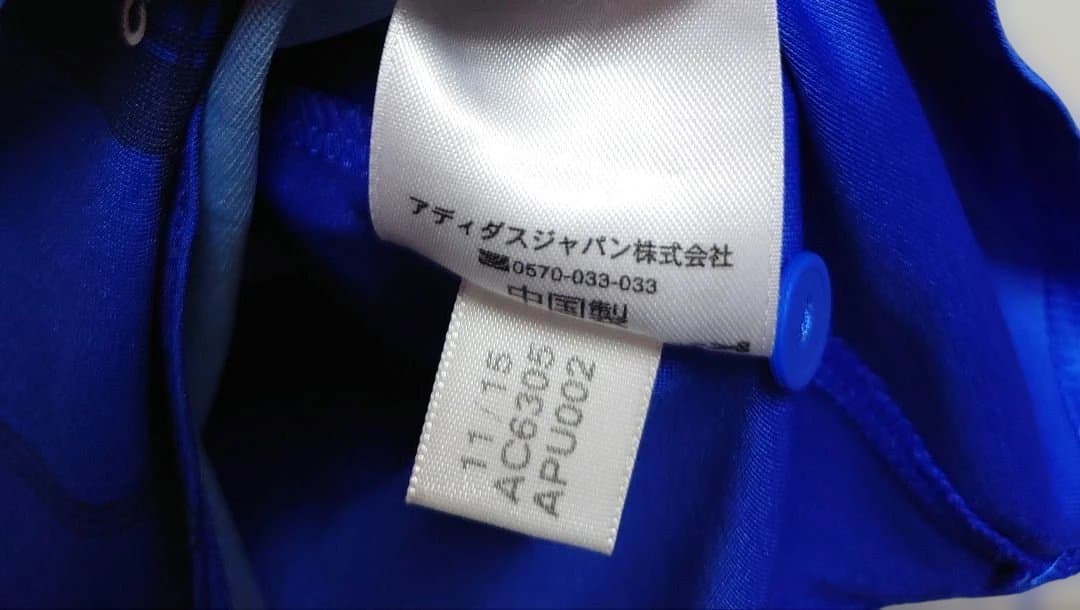 アディダスジャパン株式会社
0570-033-033
中国製
11/15
AC6305
APU002